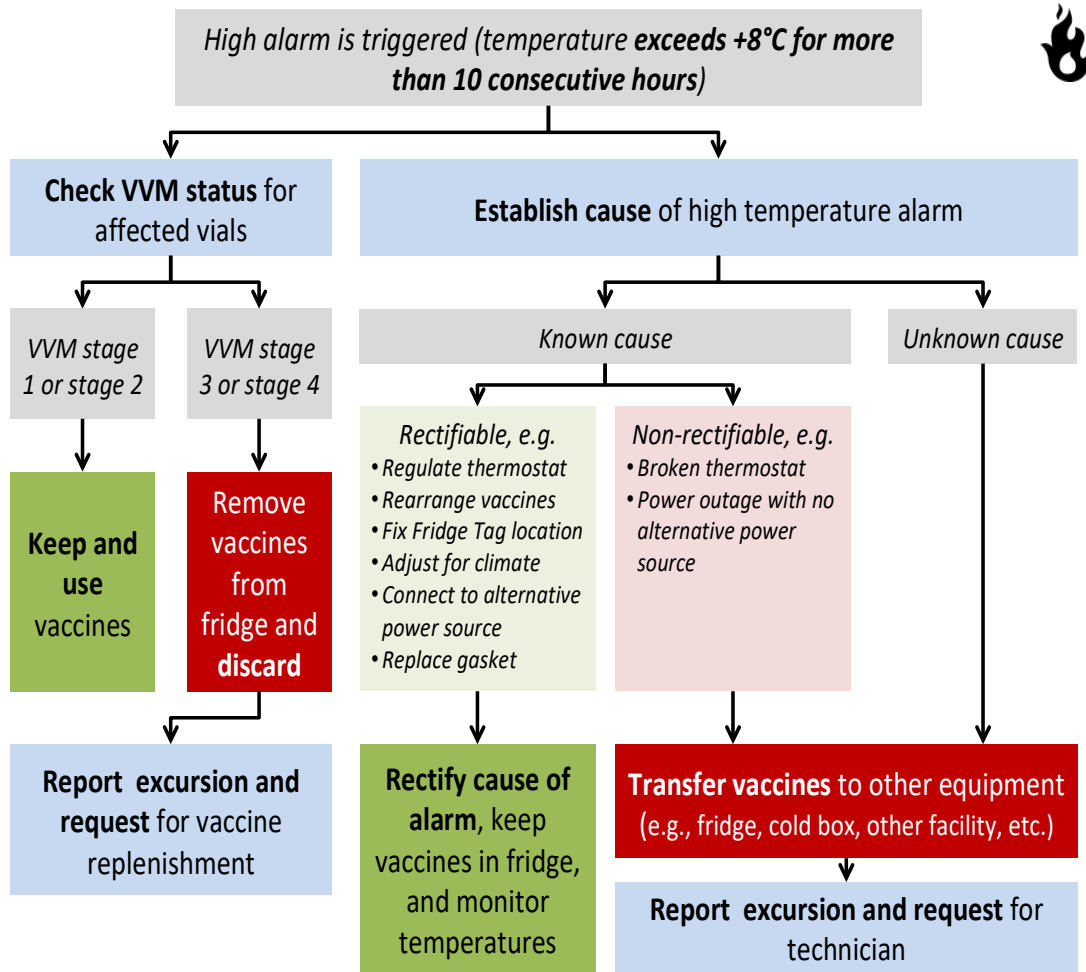 High alarm is triggered (temperature exceeds +8°C for more
than 10 consecutive hours)
Check VVM status for
affected vials
Establish cause of high temperature alarm
VVM stage
1 or stage 2
VVM stage
3 or stage 4
Known cause
Unknown cause
Keep and
use
vaccines
Remove
vaccines
from
fridge and
discard
Rectifiable, e.g.
• Regulate thermostat
• Rearrange vaccines
• Fix Fridge Tag location
• Adjust for climate
• Connect to alternative
power source
• Replace gasket
Non-rectifiable, e.g.
• Broken thermostat
• Power outage with no
alternative power
source
Report excursion and
request for vaccine
replenishment
Rectify cause of
alarm, keep
vaccines in fridge,
and monitor
temperatures
Transfer vaccines to other equipment
(e.g., fridge, cold box, other facility, etc.)
Report excursion and request for
technician